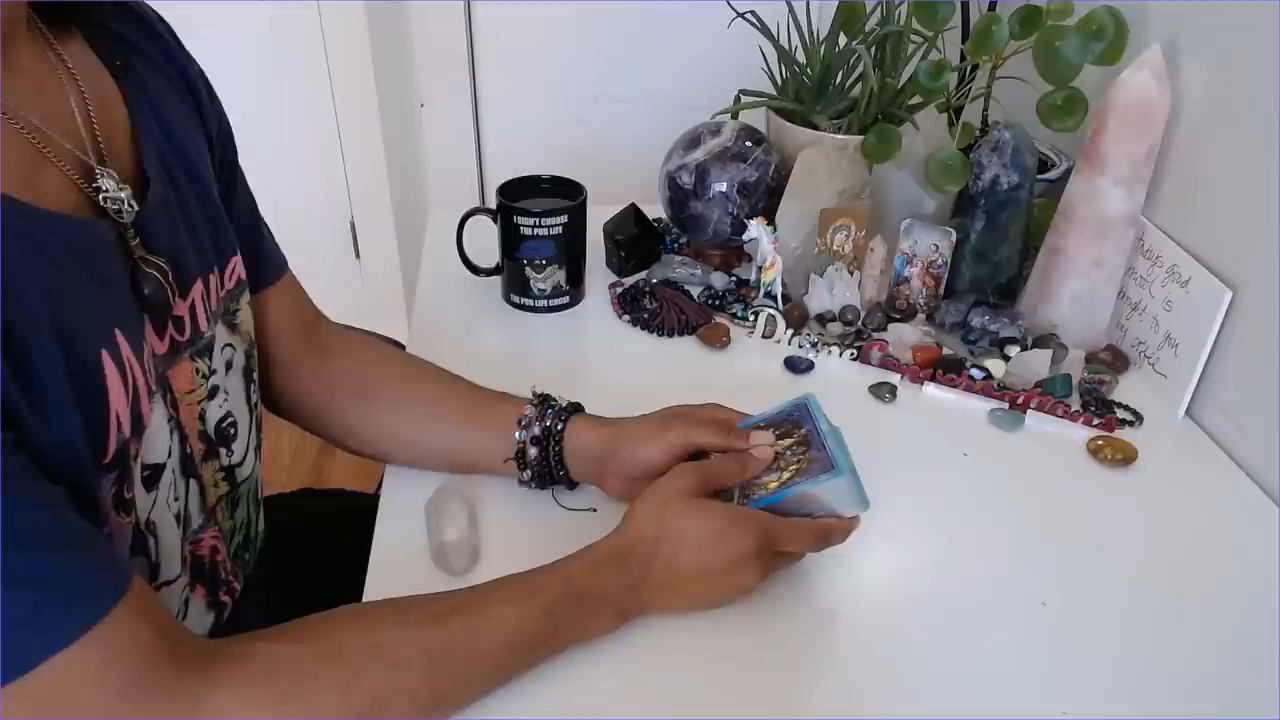 I DIDN'T CHOOSE
THE PUG LIFE
THE PUG LIFE CHOSE
today's good
mood is
brought to you
by coffee
Madonna
Divine